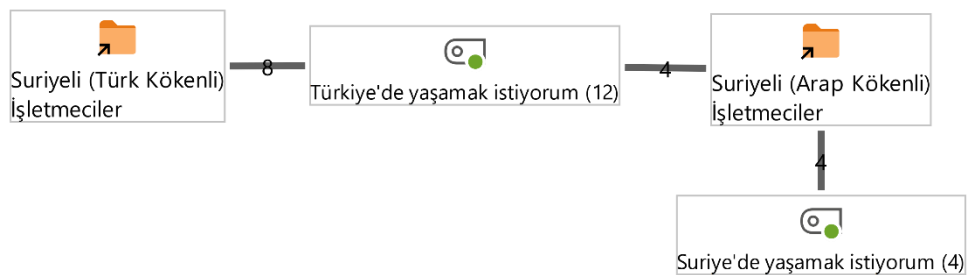 Suriyeli (Türk Kökenli)
İşletmeciler
8
Türkiye'de yaşamak istiyorum (12)
4
Suriyeli (Arap Kökenli)
İşletmeciler
4
Suriye'de yaşamak istiyorum (4)